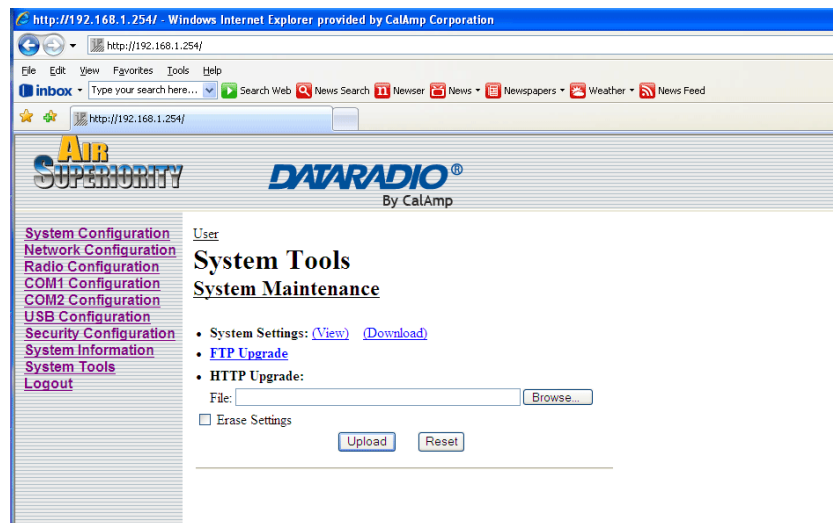 http://192.168.1.254/ - Windows Internet Explorer provided by CalAmp Corporation
http://192.168.1.254/
File Edit View Favorites Tools Help
inbox Type your search here... Search Web News Search Newser News Newspapers Weather News Feed
http://192.168.1.254/
AIR
SUPERIORITY
DATARADIO®
By CalAmp
System Configuration
Network Configuration
Radio Configuration
COM1 Configuration
COM2 Configuration
USB Configuration
Security Configuration
System Information
System Tools
Logout
User
System Tools
System Maintenance
• System Settings: (View) (Download)
• FTP Upgrade
• HTTP Upgrade:
File: Browse...
Erase Settings
Upload Reset